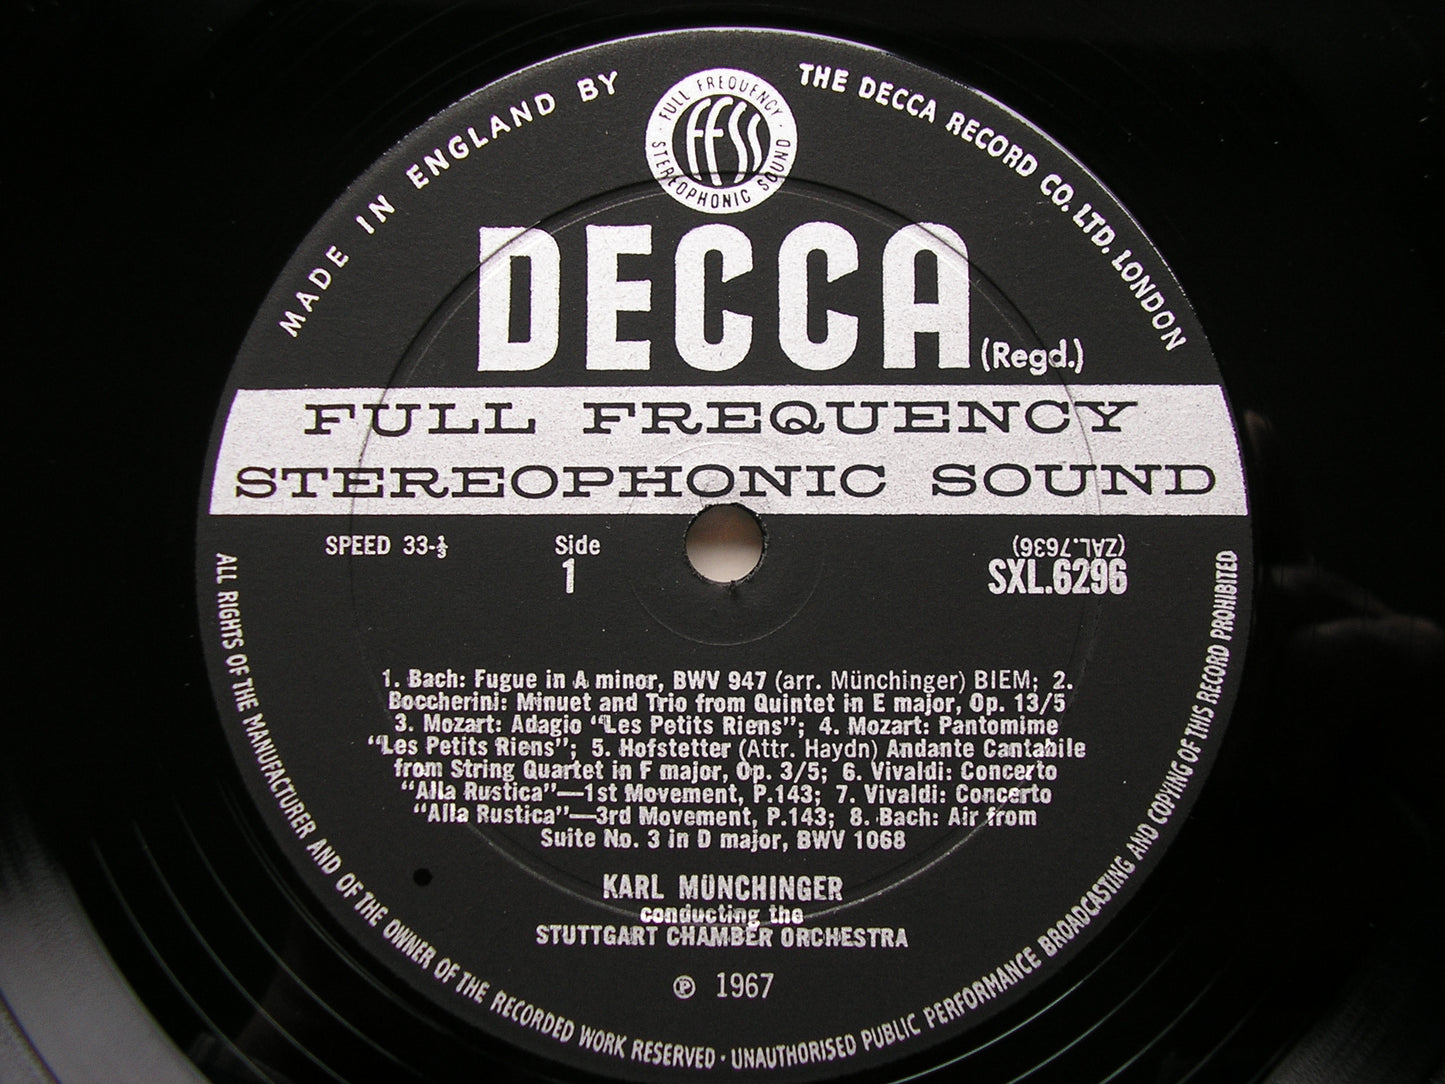 MADE IN ENGLAND BY
THE DECCA RECORD CO. LTD. LONDON
· FULL FREQUENCY ·
FFSS
STEREOPHONIC SOUND
DECCA
(Regd.)
FULL FREQUENCY
STEREOPHONIC SOUND
SPEED 33-⅓
Side
1
(ZAL.7636)
SXL.6296
1. Bach: Fugue in A minor, BWV 947 (arr. Münchinger) BIEM; 2.
Boccherini: Minuet and Trio from Quintet in E major, Op. 13/5
3. Mozart: Adagio “Les Petits Riens”; 4. Mozart: Pantomime
“Les Petits Riens”; 5. Hofstetter (Attr. Haydn) Andante Cantabile
from String Quartet in F major, Op. 3/5; 6. Vivaldi: Concerto
“Alla Rustica”—1st Movement, P.143; 7. Vivaldi: Concerto
“Alla Rustica”—3rd Movement, P.143; 8. Bach: Air from
Suite No. 3 in D major, BWV 1068
KARL MÜNCHINGER
conducting the
STUTTGART CHAMBER ORCHESTRA
℗ 1967
ALL RIGHTS OF THE MANUFACTURER AND OF THE OWNER OF THE RECORDED WORK RESERVED · UNAUTHORISED PUBLIC PERFORMANCE BROADCASTING AND COPYING OF THIS RECORD PROHIBITED